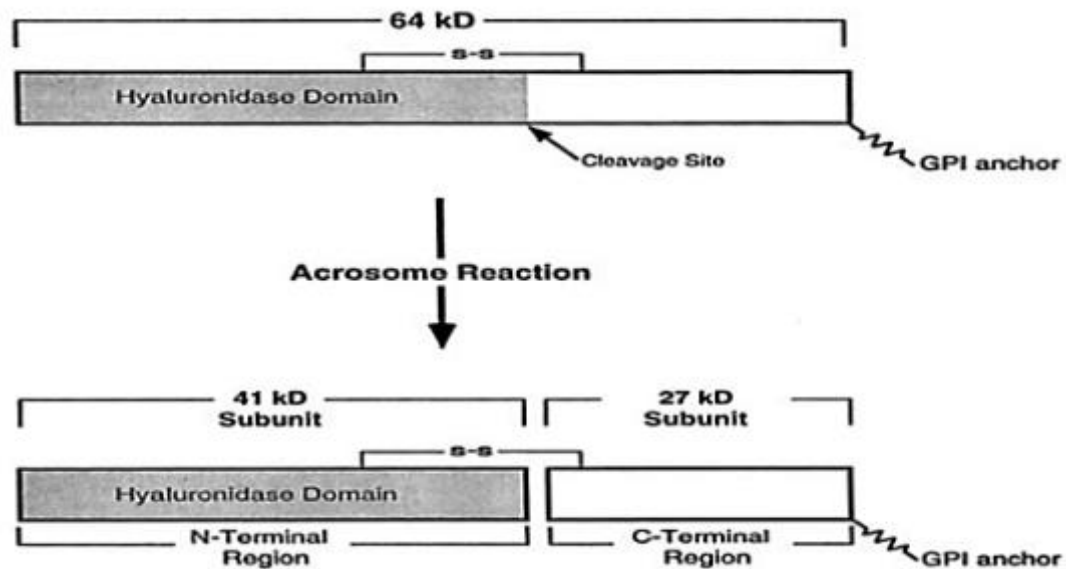 64 kD
s-s
Hyaluronidase Domain
Cleavage Site
GPI anchor
Acrosome Reaction
41 kD
Subunit
27 kD
Subunit
s-s
Hyaluronidase Domain
N-Terminal
Region
C-Terminal
Region
GPI anchor